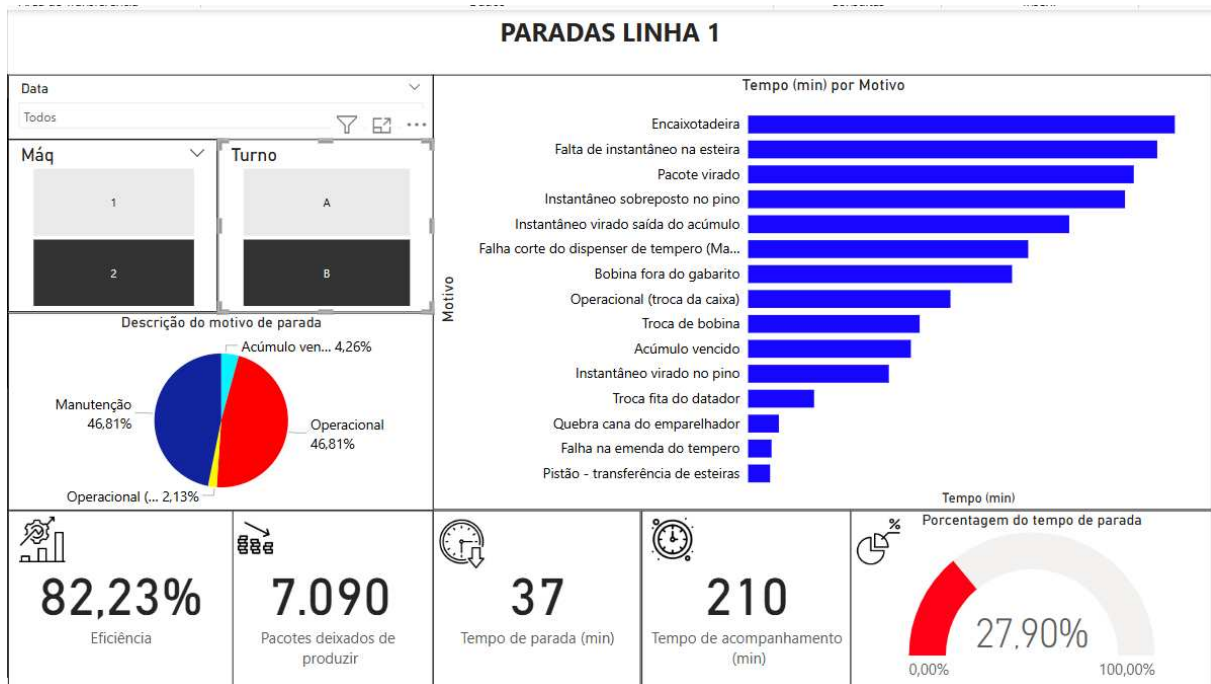 PARADAS LINHA 1
Data
Todos
Máq
1
2
Turno
A
B
Descrição do motivo de parada
Acúmulo ven... 4,26%
Manutenção
46,81%
Operacional
46,81%
Operacional (... 2,13%
Tempo (min) por Motivo
Motivo
Encaixotadeira
Falta de instantâneo na esteira
Pacote virado
Instantâneo sobreposto no pino
Instantâneo virado saída do acúmulo
Falha corte do dispenser de tempero (Ma...
Bobina fora do gabarito
Operacional (troca da caixa)
Troca de bobina
Acúmulo vencido
Instantâneo virado no pino
Troca fita do datador
Quebra cana do emparelhador
Falha na emenda do tempero
Pistão - transferência de esteiras
Tempo (min)
82,23%
Eficiência
7.090
Pacotes deixados de
produzir
37
Tempo de parada (min)
210
Tempo de acompanhamento
(min)
%
Porcentagem do tempo de parada
27,90%
0,00%
100,00%